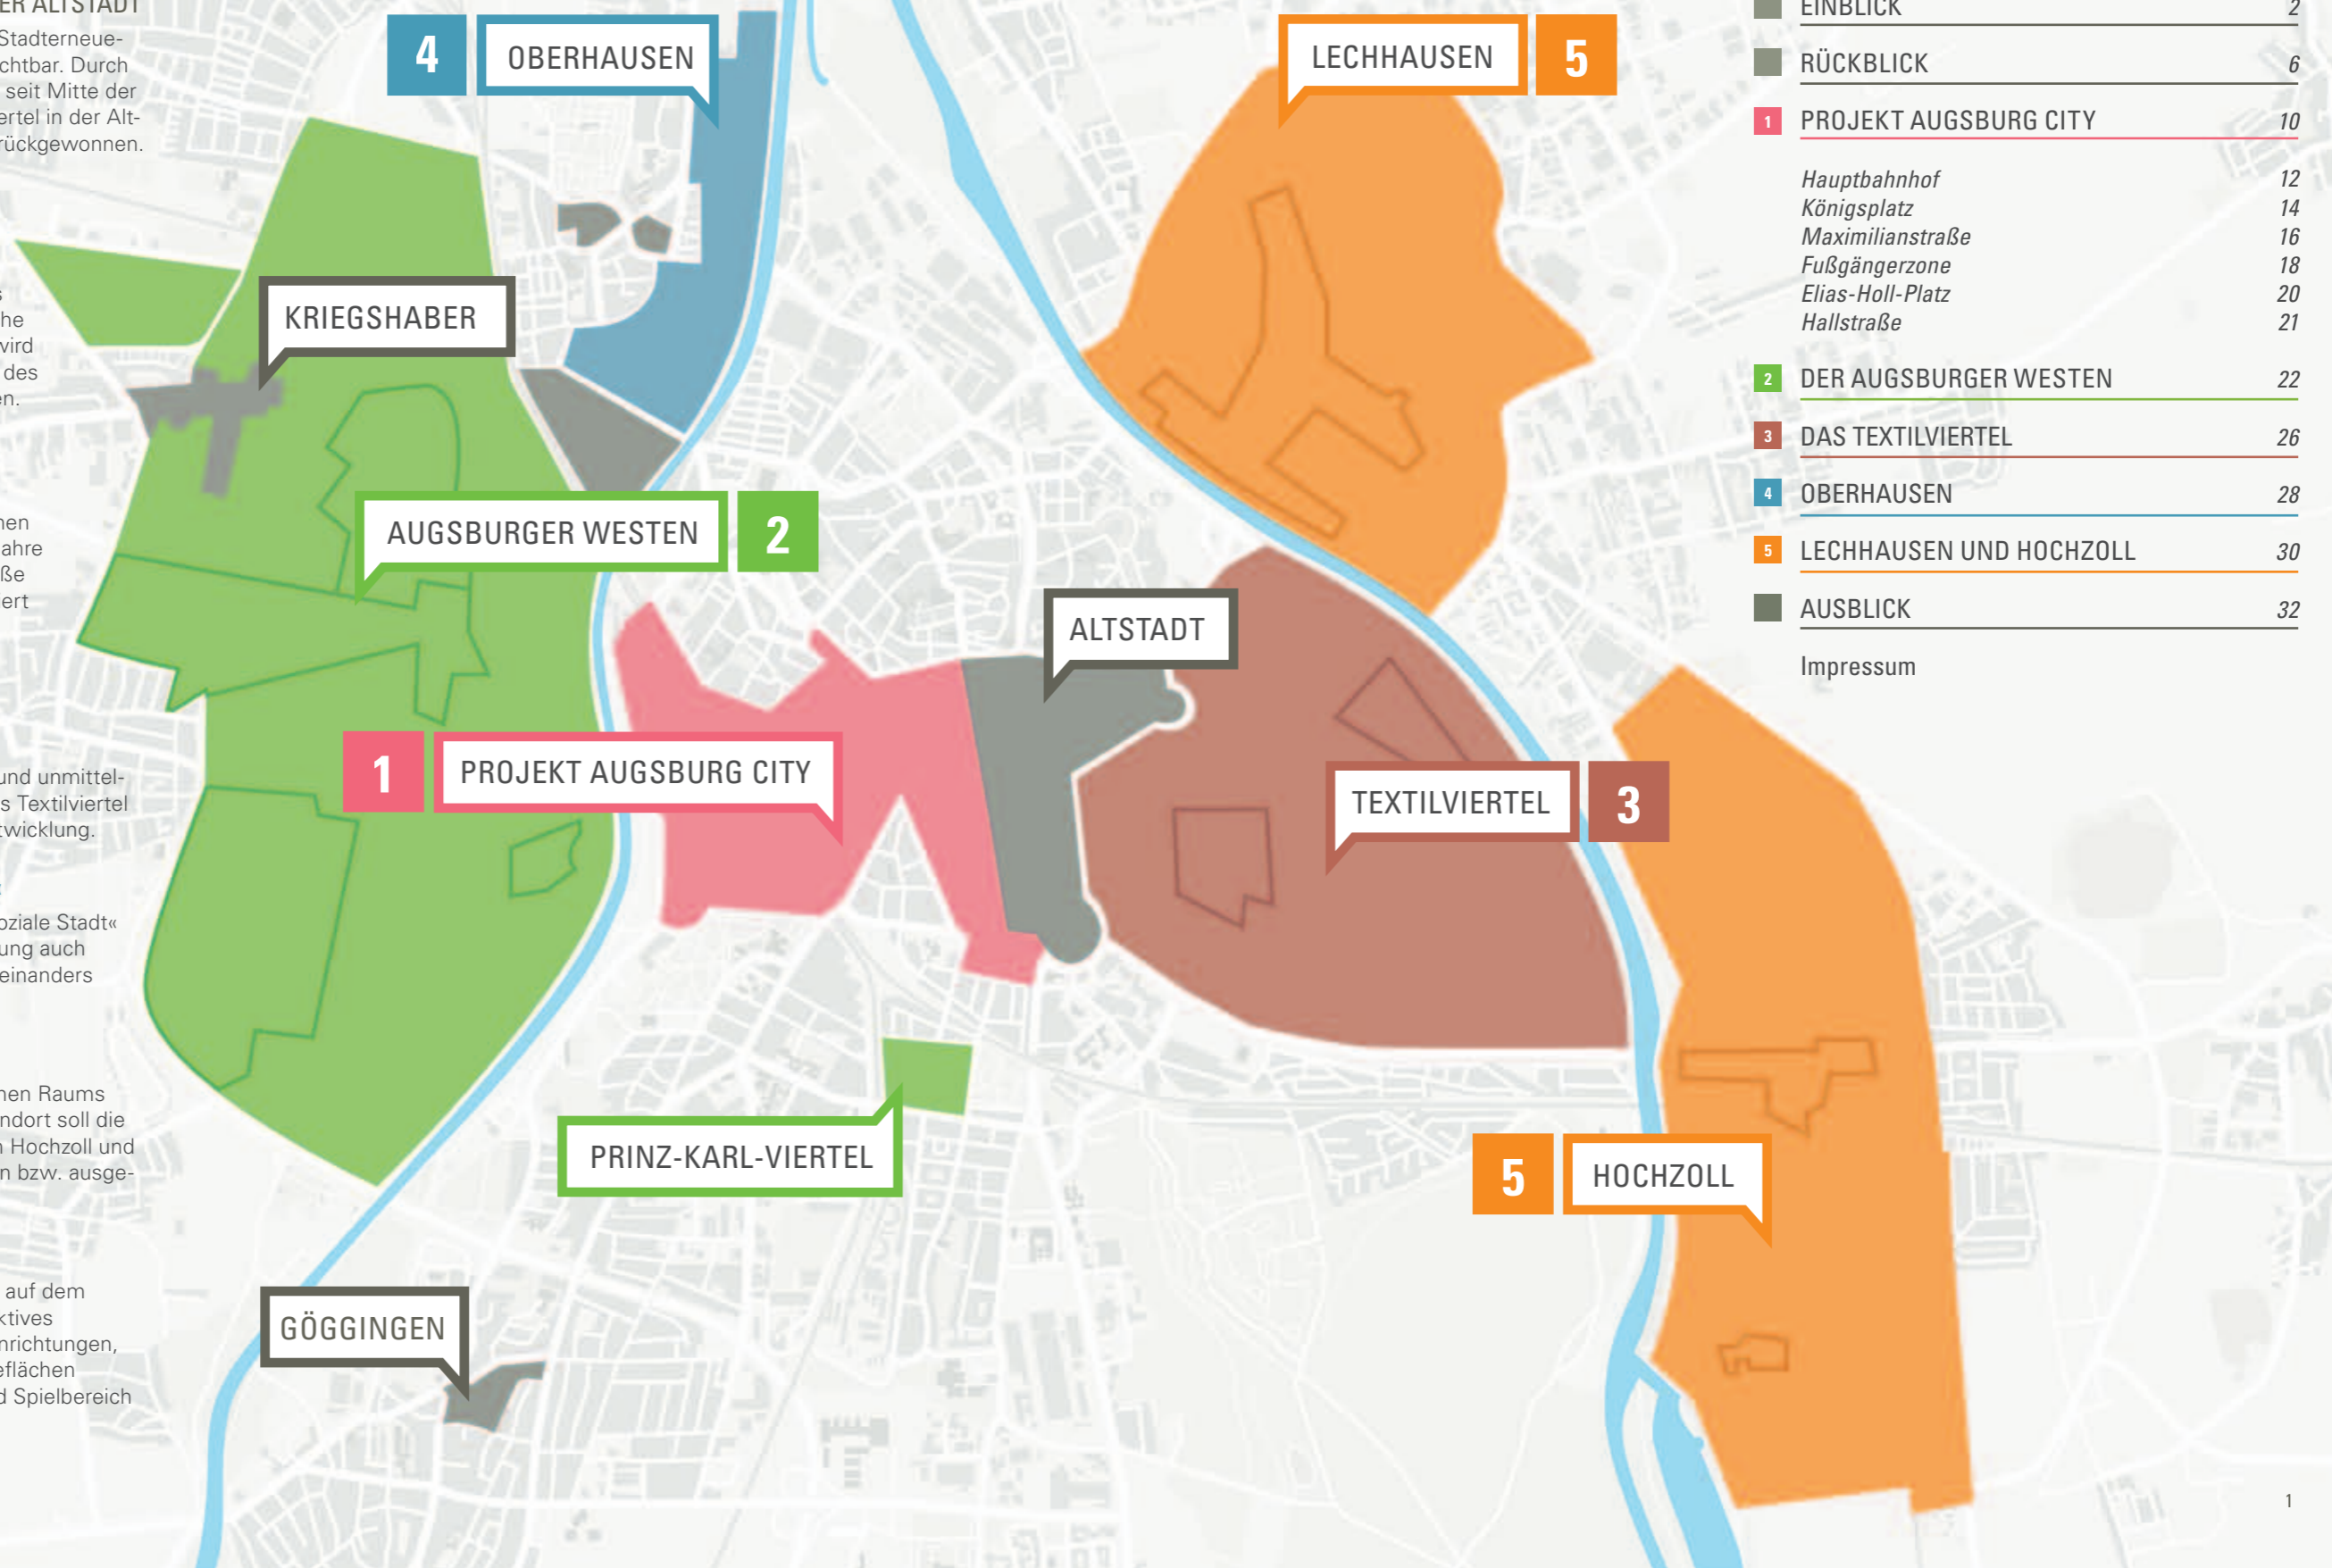 ER ALTSTADT
Stadterneue-
chtbar. Durch
seit Mitte der
ertel in der Alt-
rückgewonnen.
s
he
wird
des
en.
nen
ahre
ße
ert
und unmittel-
s Textilviertel
twicklung.
oziale Stadt«
ung auch
einanders
nen Raums
ndort soll die
n Hochzoll und
n bzw. ausge-
auf dem
ktives
nrichtungen,
eflächen
d Spielbereich
4 OBERHAUSEN
LECHHAUSEN 5
KRIEGSHABER
AUGSBURGER WESTEN 2
ALTSTADT
1 PROJEKT AUGSBURG CITY
TEXTILVIERTEL 3
PRINZ-KARL-VIERTEL
5 HOCHZOLL
GÖGGINGEN
EINBLICK 2
RÜCKBLICK 6
1 PROJEKT AUGSBURG CITY 10
Hauptbahnhof 12
Königsplatz 14
Maximilianstraße 16
Fußgängerzone 18
Elias-Holl-Platz 20
Hallstraße 21
2 DER AUGSBURGER WESTEN 22
3 DAS TEXTILVIERTEL 26
4 OBERHAUSEN 28
5 LECHHAUSEN UND HOCHZOLL 30
AUSBLICK 32
Impressum
1